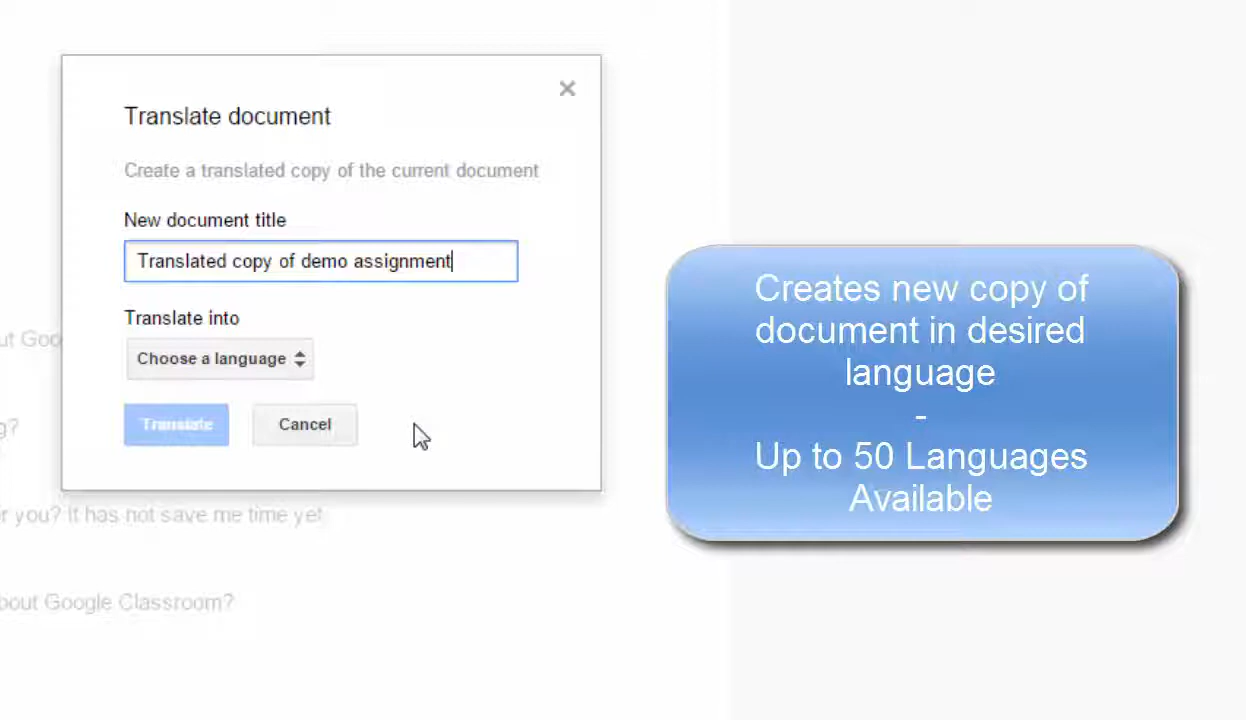 Translate document
Create a translated copy of the current document
New document title
Translated copy of demo assignment
Translate into
Choose a language
Translate
Cancel
Creates new copy of
document in desired
language
-
Up to 50 Languages
Available
r you? It has not save me time yet
bout Google Classroom?